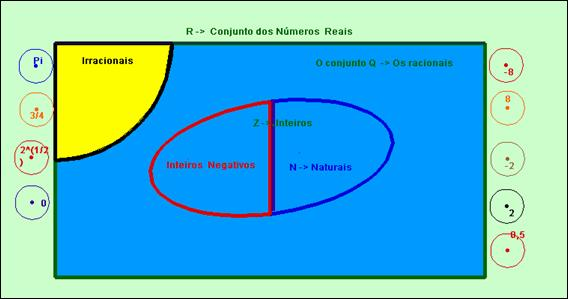 R -> Conjunto dos Números Reais
Pi
Irracionais
O conjunto Q -> Os racionais
-8
3/4
8
Z -> Inteiros
2^(1/2
)
Inteiros Negativos
N -> Naturais
-2
0
2
0,5